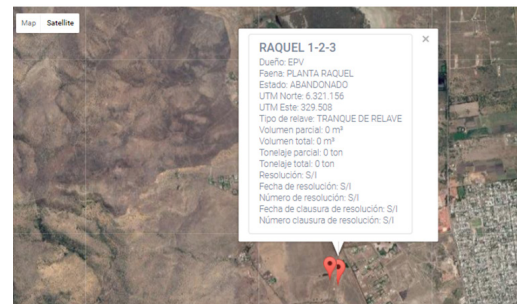 Map Satellite
RAQUEL 1-2-3
Dueño: EPV
Faena: PLANTA RAQUEL
Estado: ABANDONADO
UTM Norte: 6.321.156
UTM Este: 329.508
Tipo de relave: TRANQUE DE RELAVE
Volumen parcial: 0 m³
Volumen total: 0 m³
Tonelaje parcial: 0 ton
Tonelaje total: 0 ton
Resolución: S/I
Fecha de resolución: S/I
Número de resolución: S/I
Fecha de clausura de resolución: S/I
Número clausura de resolución: S/I